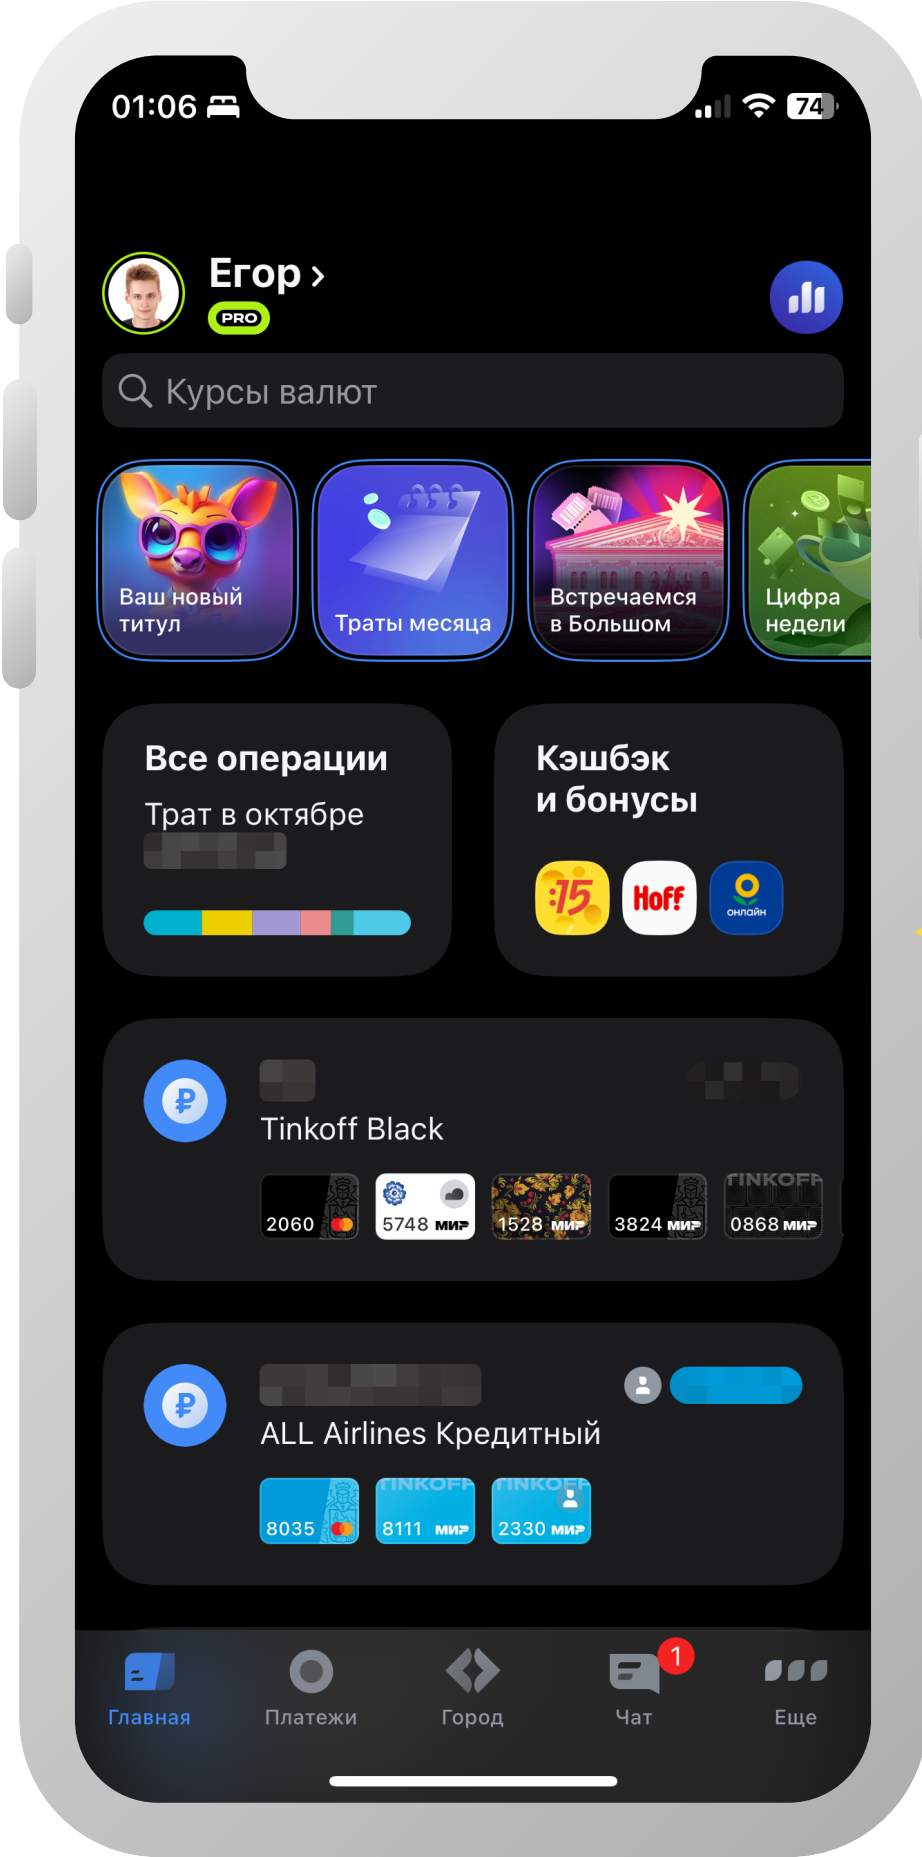 01:06
74
Егор
PRO
Курсы валют
Ваш новый
титул
Траты месяца
Встречаемся
в Большом
Цифра
недели
Все операции
Трат в октябре
Кэшбэк
и бонусы
:15
Hoff
онлайн
₽
Tinkoff Black
2060
5748 МИР
1528 МИР
3824 МИР
TINKOFF
0868 МИР
₽
ALL Airlines Кредитный
8035
TINKOFF
8111 МИР
TINKOFF
2330 МИР
1
Главная
Платежи
Город
Чат
Еще